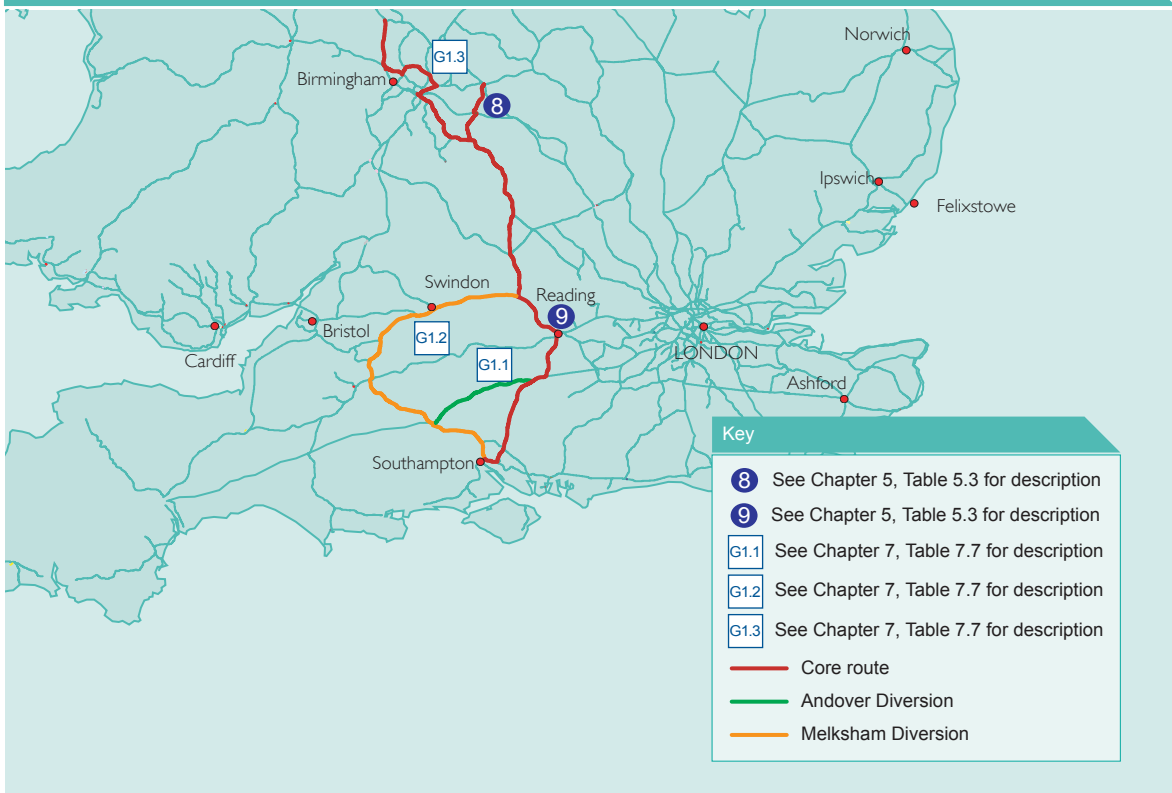 Norwich
G1.3
Birmingham
8
Ipswich
Felixstowe
Swindon
Reading
9
Bristol
G1.2
Cardiff
LONDON
G1.1
Ashford
Southampton
Key
8 See Chapter 5, Table 5.3 for description
9 See Chapter 5, Table 5.3 for description
G1.1 See Chapter 7, Table 7.7 for description
G1.2 See Chapter 7, Table 7.7 for description
G1.3 See Chapter 7, Table 7.7 for description
Core route
Andover Diversion
Melksham Diversion